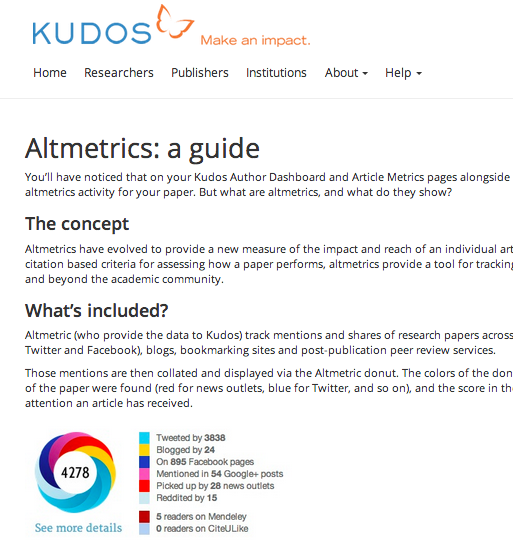 KUDOS Make an impact.
Home Researchers Publishers Institutions About Help
Altmetrics: a guide
You'll have noticed that on your Kudos Author Dashboard and Article Metrics pages alongside
altmetrics activity for your paper. But what are altmetrics, and what do they show?
The concept
Altmetrics have evolved to provide a new measure of the impact and reach of an individual art
citation based criteria for assessing how a paper performs, altmetrics provide a tool for tracking
and beyond the academic community.
What's included?
Altmetric (who provide the data to Kudos) track mentions and shares of research papers across
Twitter and Facebook), blogs, bookmarking sites and post-publication peer review services.
Those mentions are then collated and displayed via the Altmetric donut. The colors of the don
of the paper were found (red for news outlets, blue for Twitter, and so on), and the score in the
attention an article has received.
4278
See more details
Tweeted by 3838
Blogged by 24
On 895 Facebook pages
Mentioned in 54 Google+ posts
Picked up by 28 news outlets
Reddited by 15
5 readers on Mendeley
0 readers on CiteULike